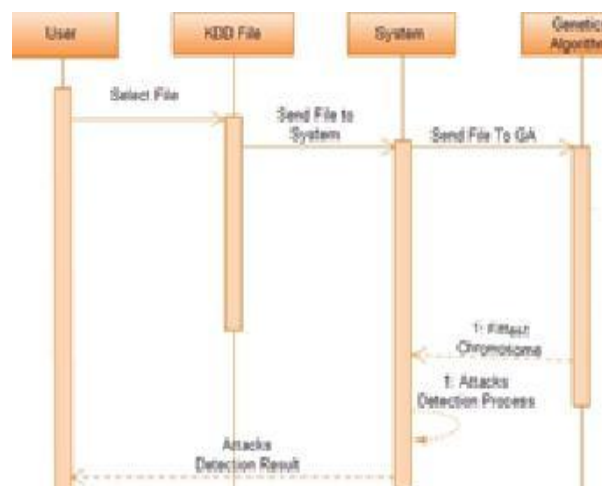 User
KDD File
System
Genetic
Algorithm
Select File
Send File to
System
Send File To GA
1: Fittest
Chromosome
1: Attacks
Detection Process
Attacks
Detection Result